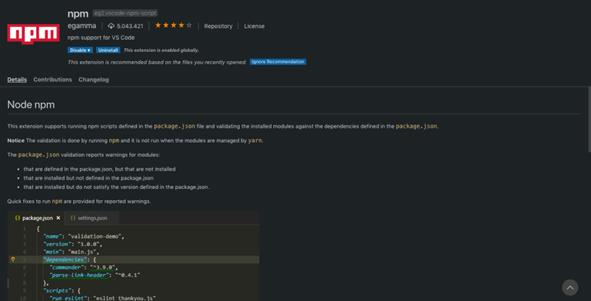 npm eg2.vscode-npm-script
npm
egamma 5,043,421 Repository License
npm support for VS Code
Disable Uninstall This extension is enabled globally.
This extension is recommended based on the files you recently opened. Ignore Recommendation
Details Contributions Changelog
Node npm
This extension supports running npm scripts defined in the package.json file and validating the installed modules against the dependencies defined in the package.json.
Notice The validation is done by running npm and it is not run when the modules are managed by yarn.
The package.json validation reports warnings for modules:
• that are defined in the package.json, but that are not installed
• that are installed but not defined in the package.json
• that are installed but do not satisfy the version defined in the package.json.
Quick fixes to run npm are provided for reported warnings.
{} package.json × {} settings.json
1 {
2 "name": "validation-demo",
3 "version": "1.0.0",
4 "main": "main.js",
5 "dependencies": {
6 "commander": "^3.9.0",
7 "parse-link-header": "~0.4.1"
8 },
9 "scripts": {
10 "run eslint": "eslint thankyou.js"